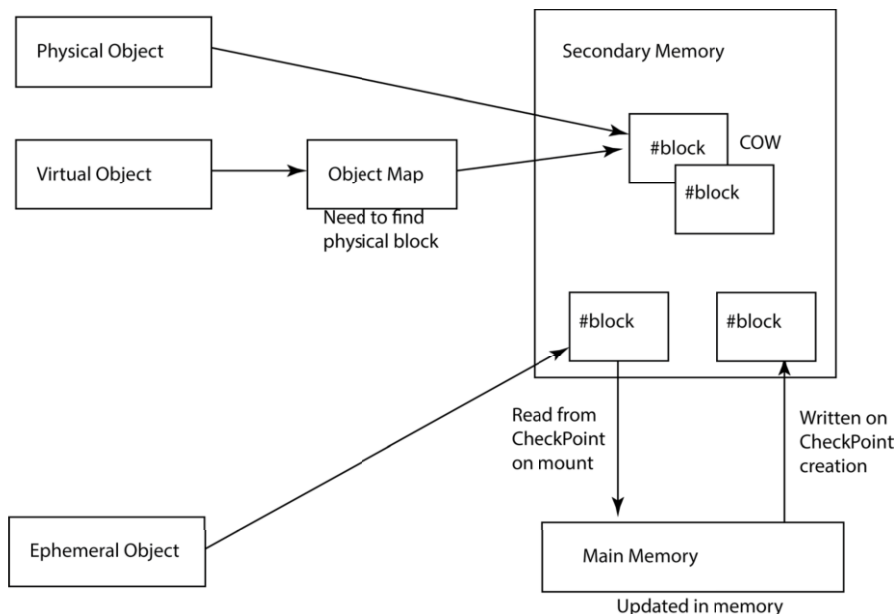 Physical Object
Secondary Memory
#block
COW
Virtual Object
Object Map
#block
Need to find
physical block
#block
#block
Read from
CheckPoint
on mount
Written on
CheckPoint
creation
Ephemeral Object
Main Memory
Updated in memory